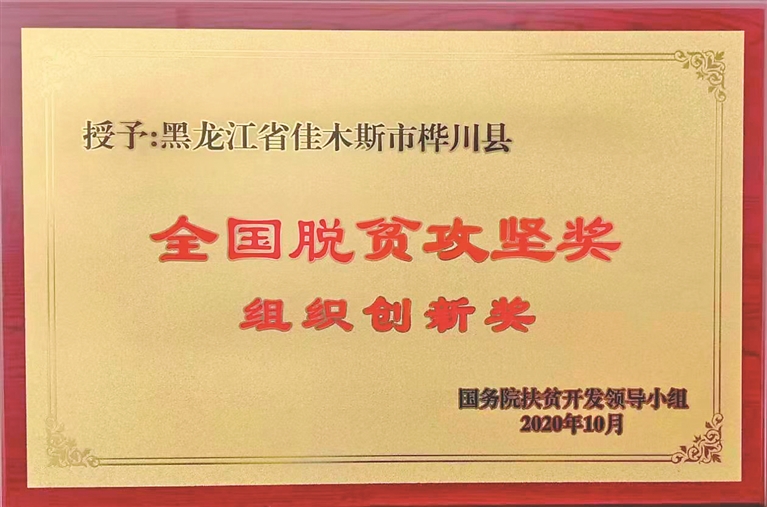 授予:黑龙江省佳木斯市桦川县
全国脱贫攻坚奖
组织创新奖
国务院扶贫开发领导小组
2020年10月